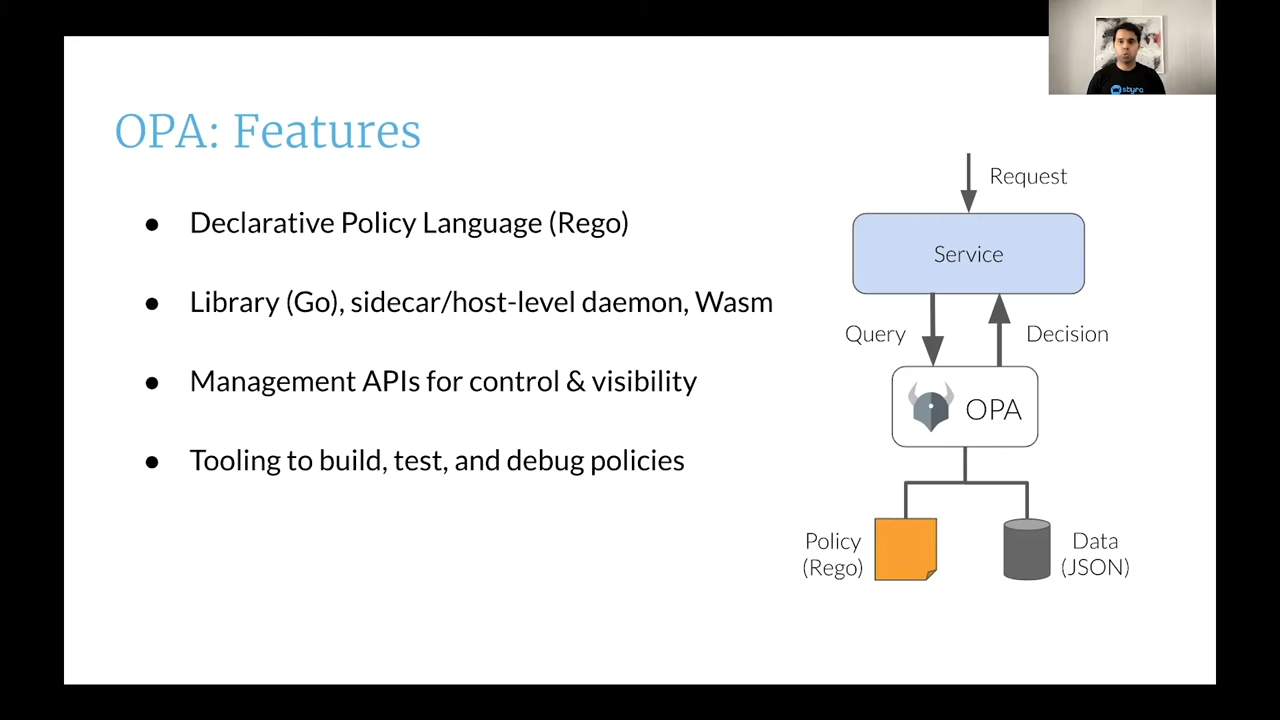 OPA: Features
● Declarative Policy Language (Rego)
● Library (Go), sidecar/host-level daemon, Wasm
● Management APIs for control & visibility
● Tooling to build, test, and debug policies
Request
Service
Query
Decision
OPA
Policy
(Rego)
Data
(JSON)
styra